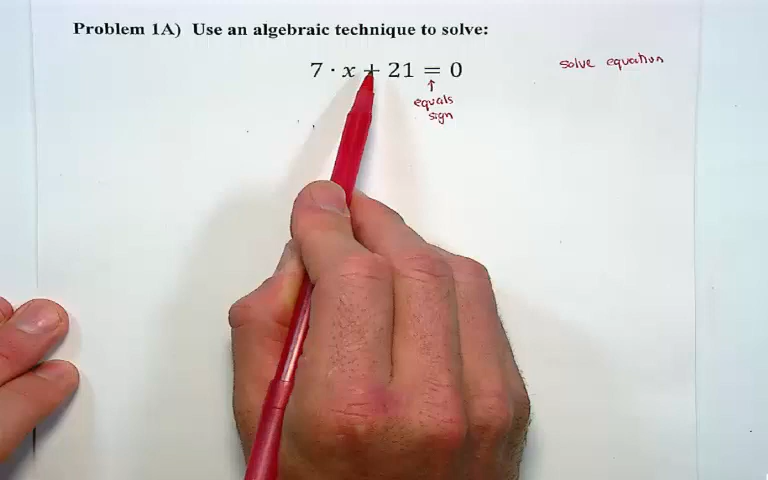 Problem 1A) Use an algebraic technique to solve:
7 · x + 21 = 0
solve equation
↑
equals
sign